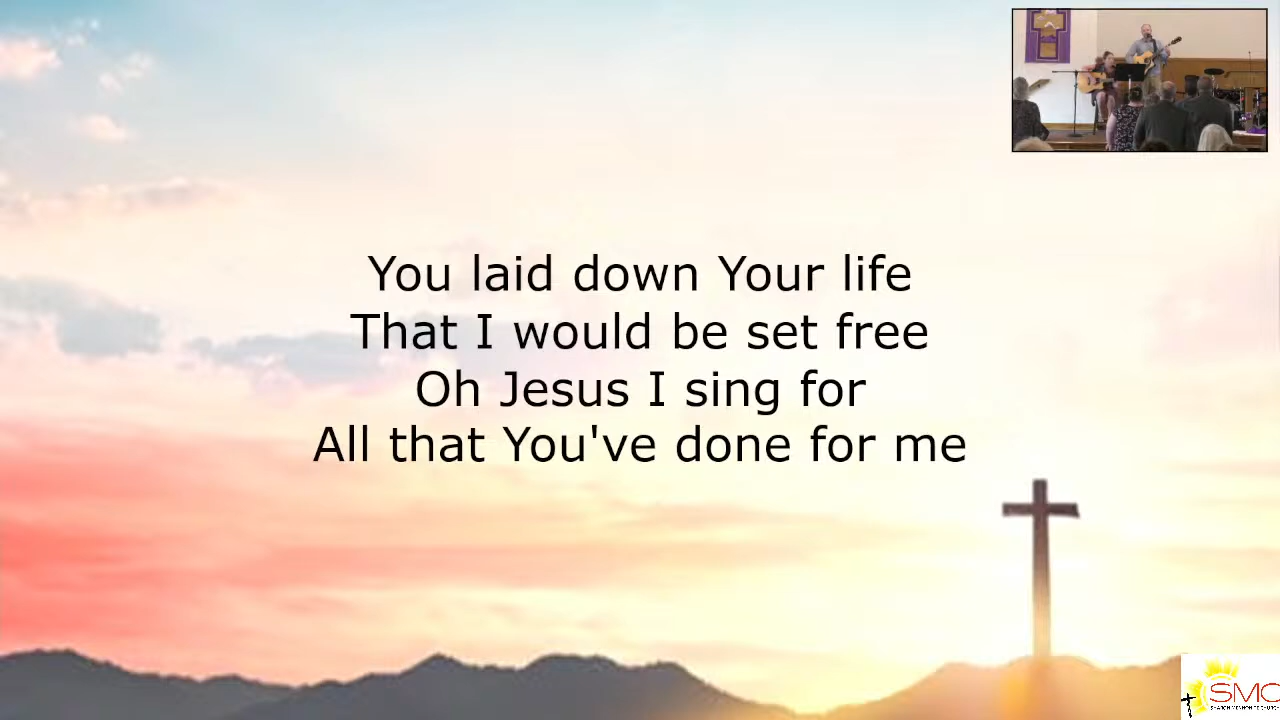 You laid down Your life
That I would be set free
Oh Jesus I sing for
All that You've done for me
SMC